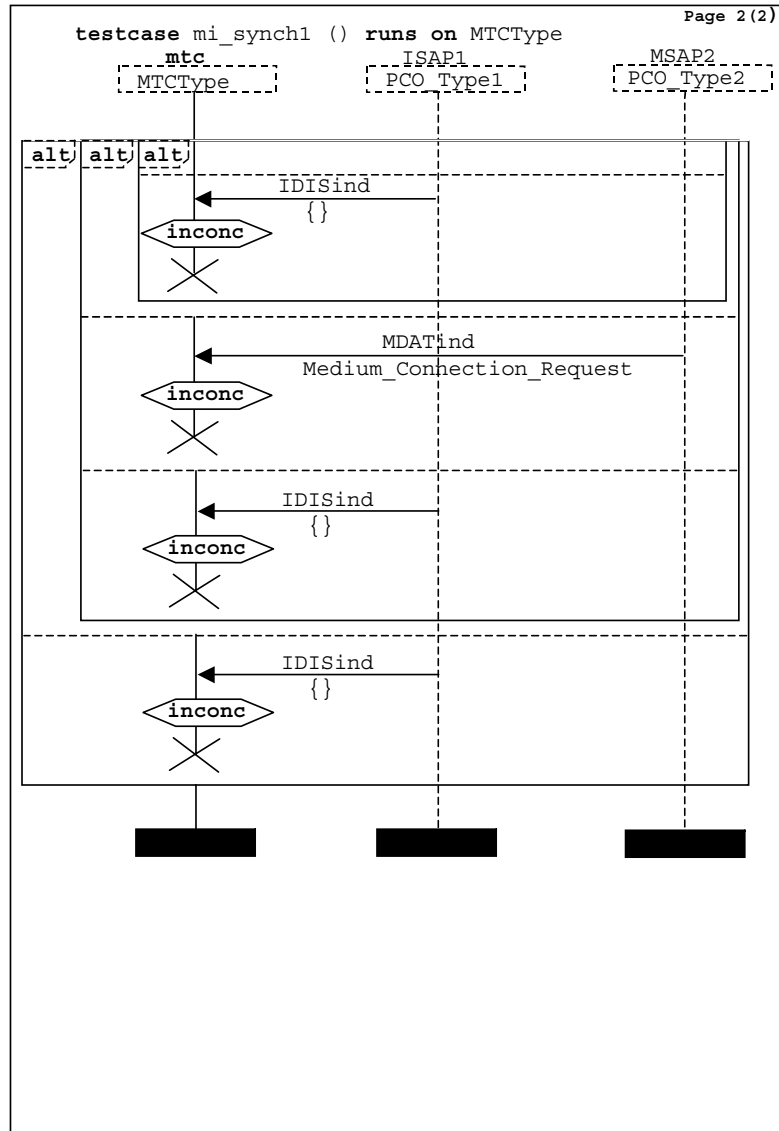 Page 2(2)
testcase mi_synch1 () runs on MTCType
mtc ISAP1 MSAP2
MTCType PCO_Type1 PCO_Type2
alt alt alt
IDISind
{}
inconc
MDATind
Medium_Connection_Request
inconc
IDISind
{}
inconc
IDISind
{}
inconc